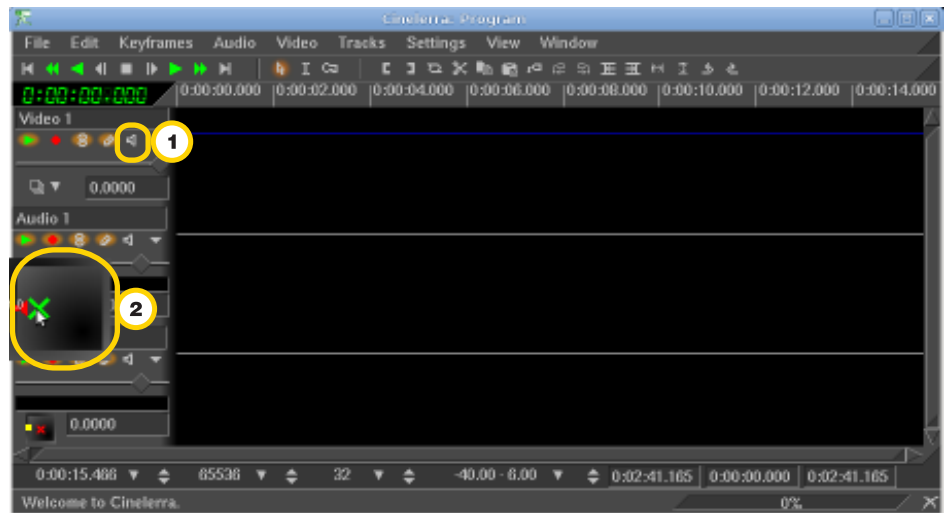 Cinelerra: Program
File Edit Keyframes Audio Video Tracks Settings View Window
0:00:00:000 0:00:00.000 0:00:02.000 0:00:04.000 0:00:06.000 0:00:08.000 0:00:10.000 0:00:12.000 0:00:14.000
Video 1
1
0.0000
Audio 1
2
0.0000
0:00:15.466 65536 32 -40.00 - 6.00 0:02:41.165 0:00:00.000 0:02:41.165
Welcome to Cinelerra. 0%